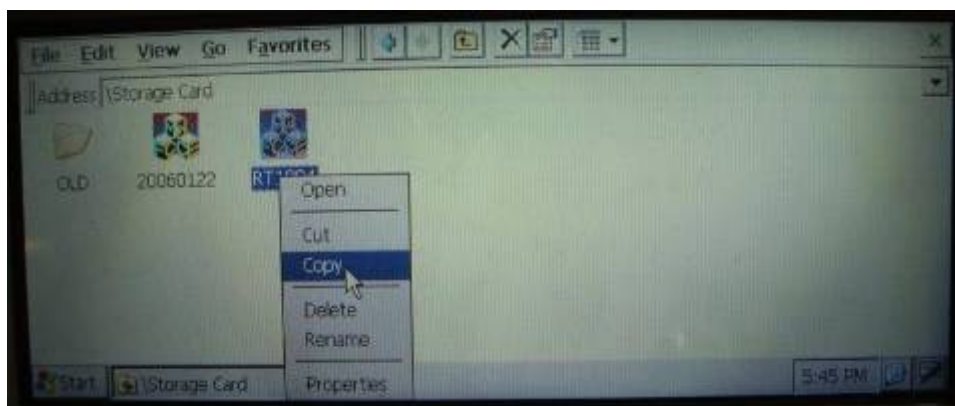 File Edit View Go Favorites
Address \Storage Card
OLD 20060122
Open
Cut
Copy
Delete
Rename
Properties
Start \Storage Card 5:45 PM